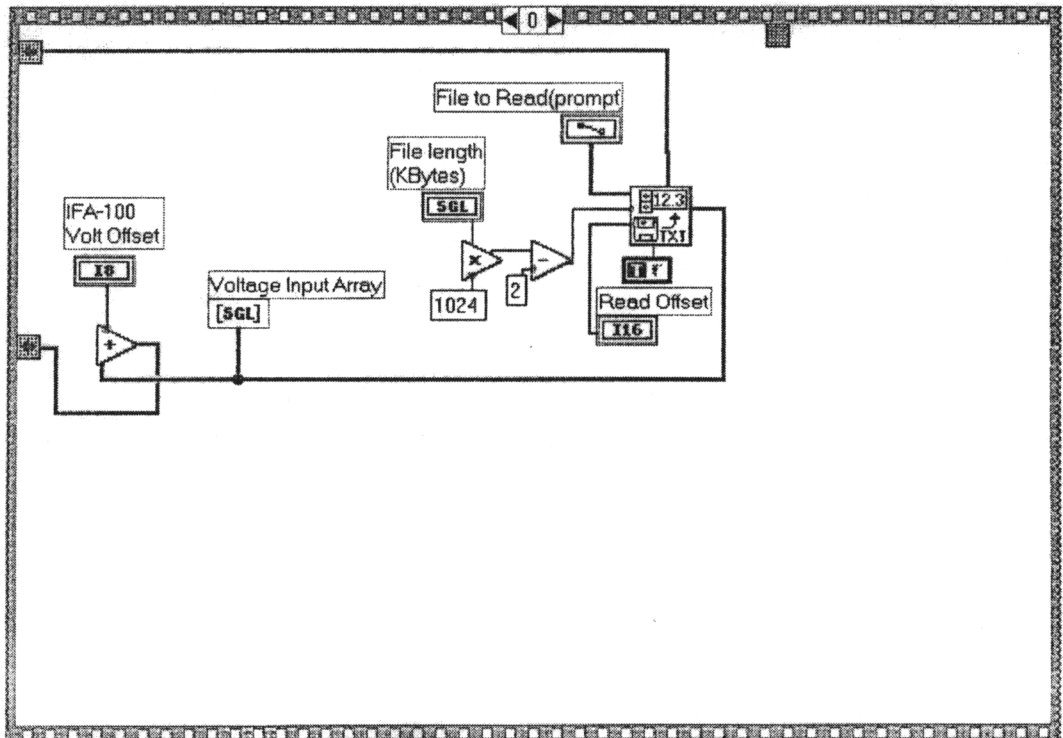 0
File to Read(prompt
File length
(KBytes)
SGL
12.3
TXT
IFA-100
Volt Offset
I8
x
-
T F
Voltage Input Array
[SGL]
1024
2
Read Offset
I16
+